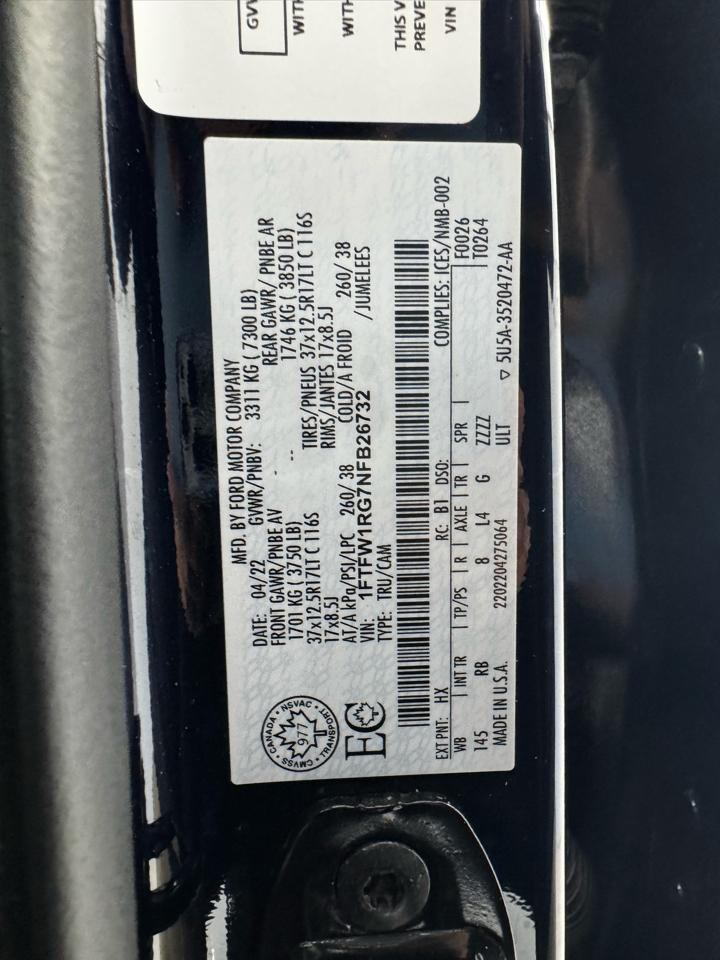 GVW
WITH
WITH
THIS V
PREVE
VIN
MFD. BY FORD MOTOR COMPANY
DATE: 04/22 GVWR/PNBV: 3311 KG ( 7300 LB)
FRONT GAWR/PNBE AV REAR GAWR/ PNBE AR
1701 KG ( 3750 LB) -- 1746 KG ( 3850 LB)
37x12.5R17LT C 116S TIRES/PNEUS 37x12.5R17LT C 116S
17x8.5J RIMS/JANTES 17x8.5J
AT/A kPa/PSI/LPC 260/ 38 COLD/A FROID 260/ 38
VIN: 1FTFW1RG7NFB26732 /JUMELEES
TYPE: TRU/CAM
CANADA • NSVAC • TRANSPORT • CMVSS •
977
EC
EXT PNT: HX RC: B1 DSO: COMPLIES: ICES/NMB-002
WB INT TR TP/PS R AXLE TR SPR F0026
145 RB 8 L4 G ZZZZ T0264
MADE IN U.S.A. 2202204275064 ULT ▽ 5U5A-3520472-AA